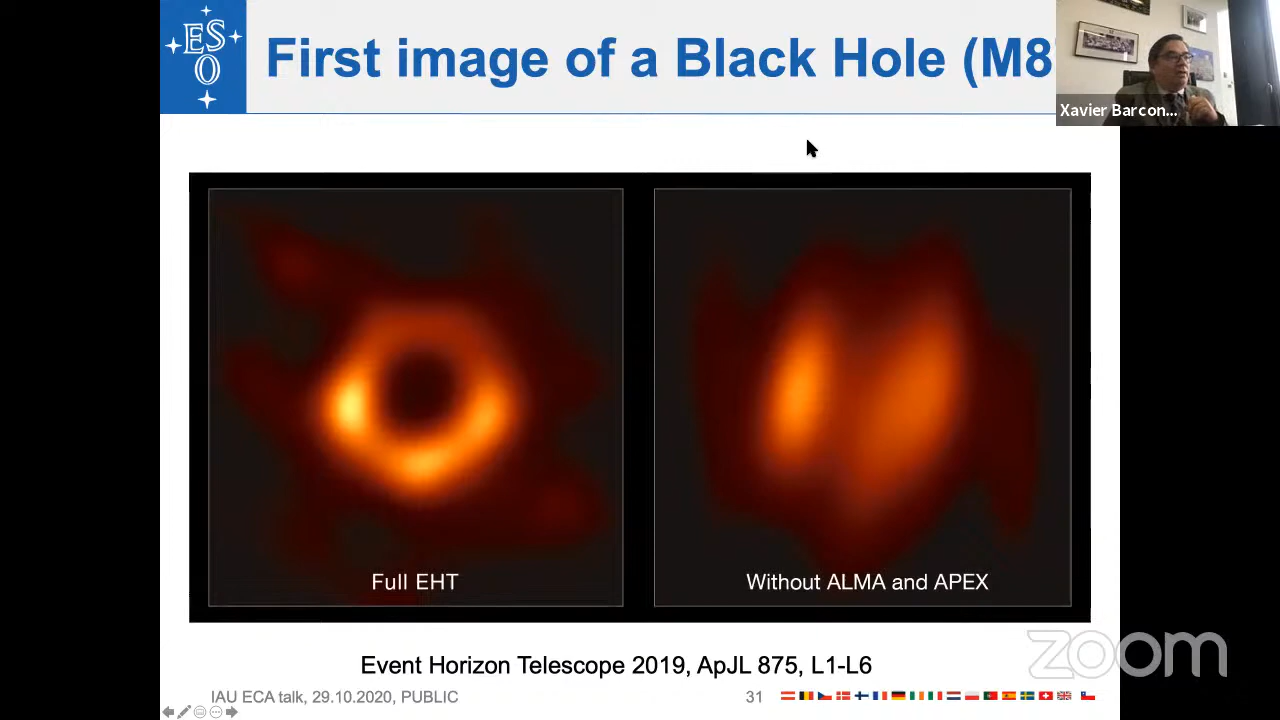 ESO
First image of a Black Hole (M8
Xavier Barcon...
Full EHT
Without ALMA and APEX
Event Horizon Telescope 2019, ApJL 875, L1-L6
IAU ECA talk, 29.10.2020, PUBLIC
31
zoom